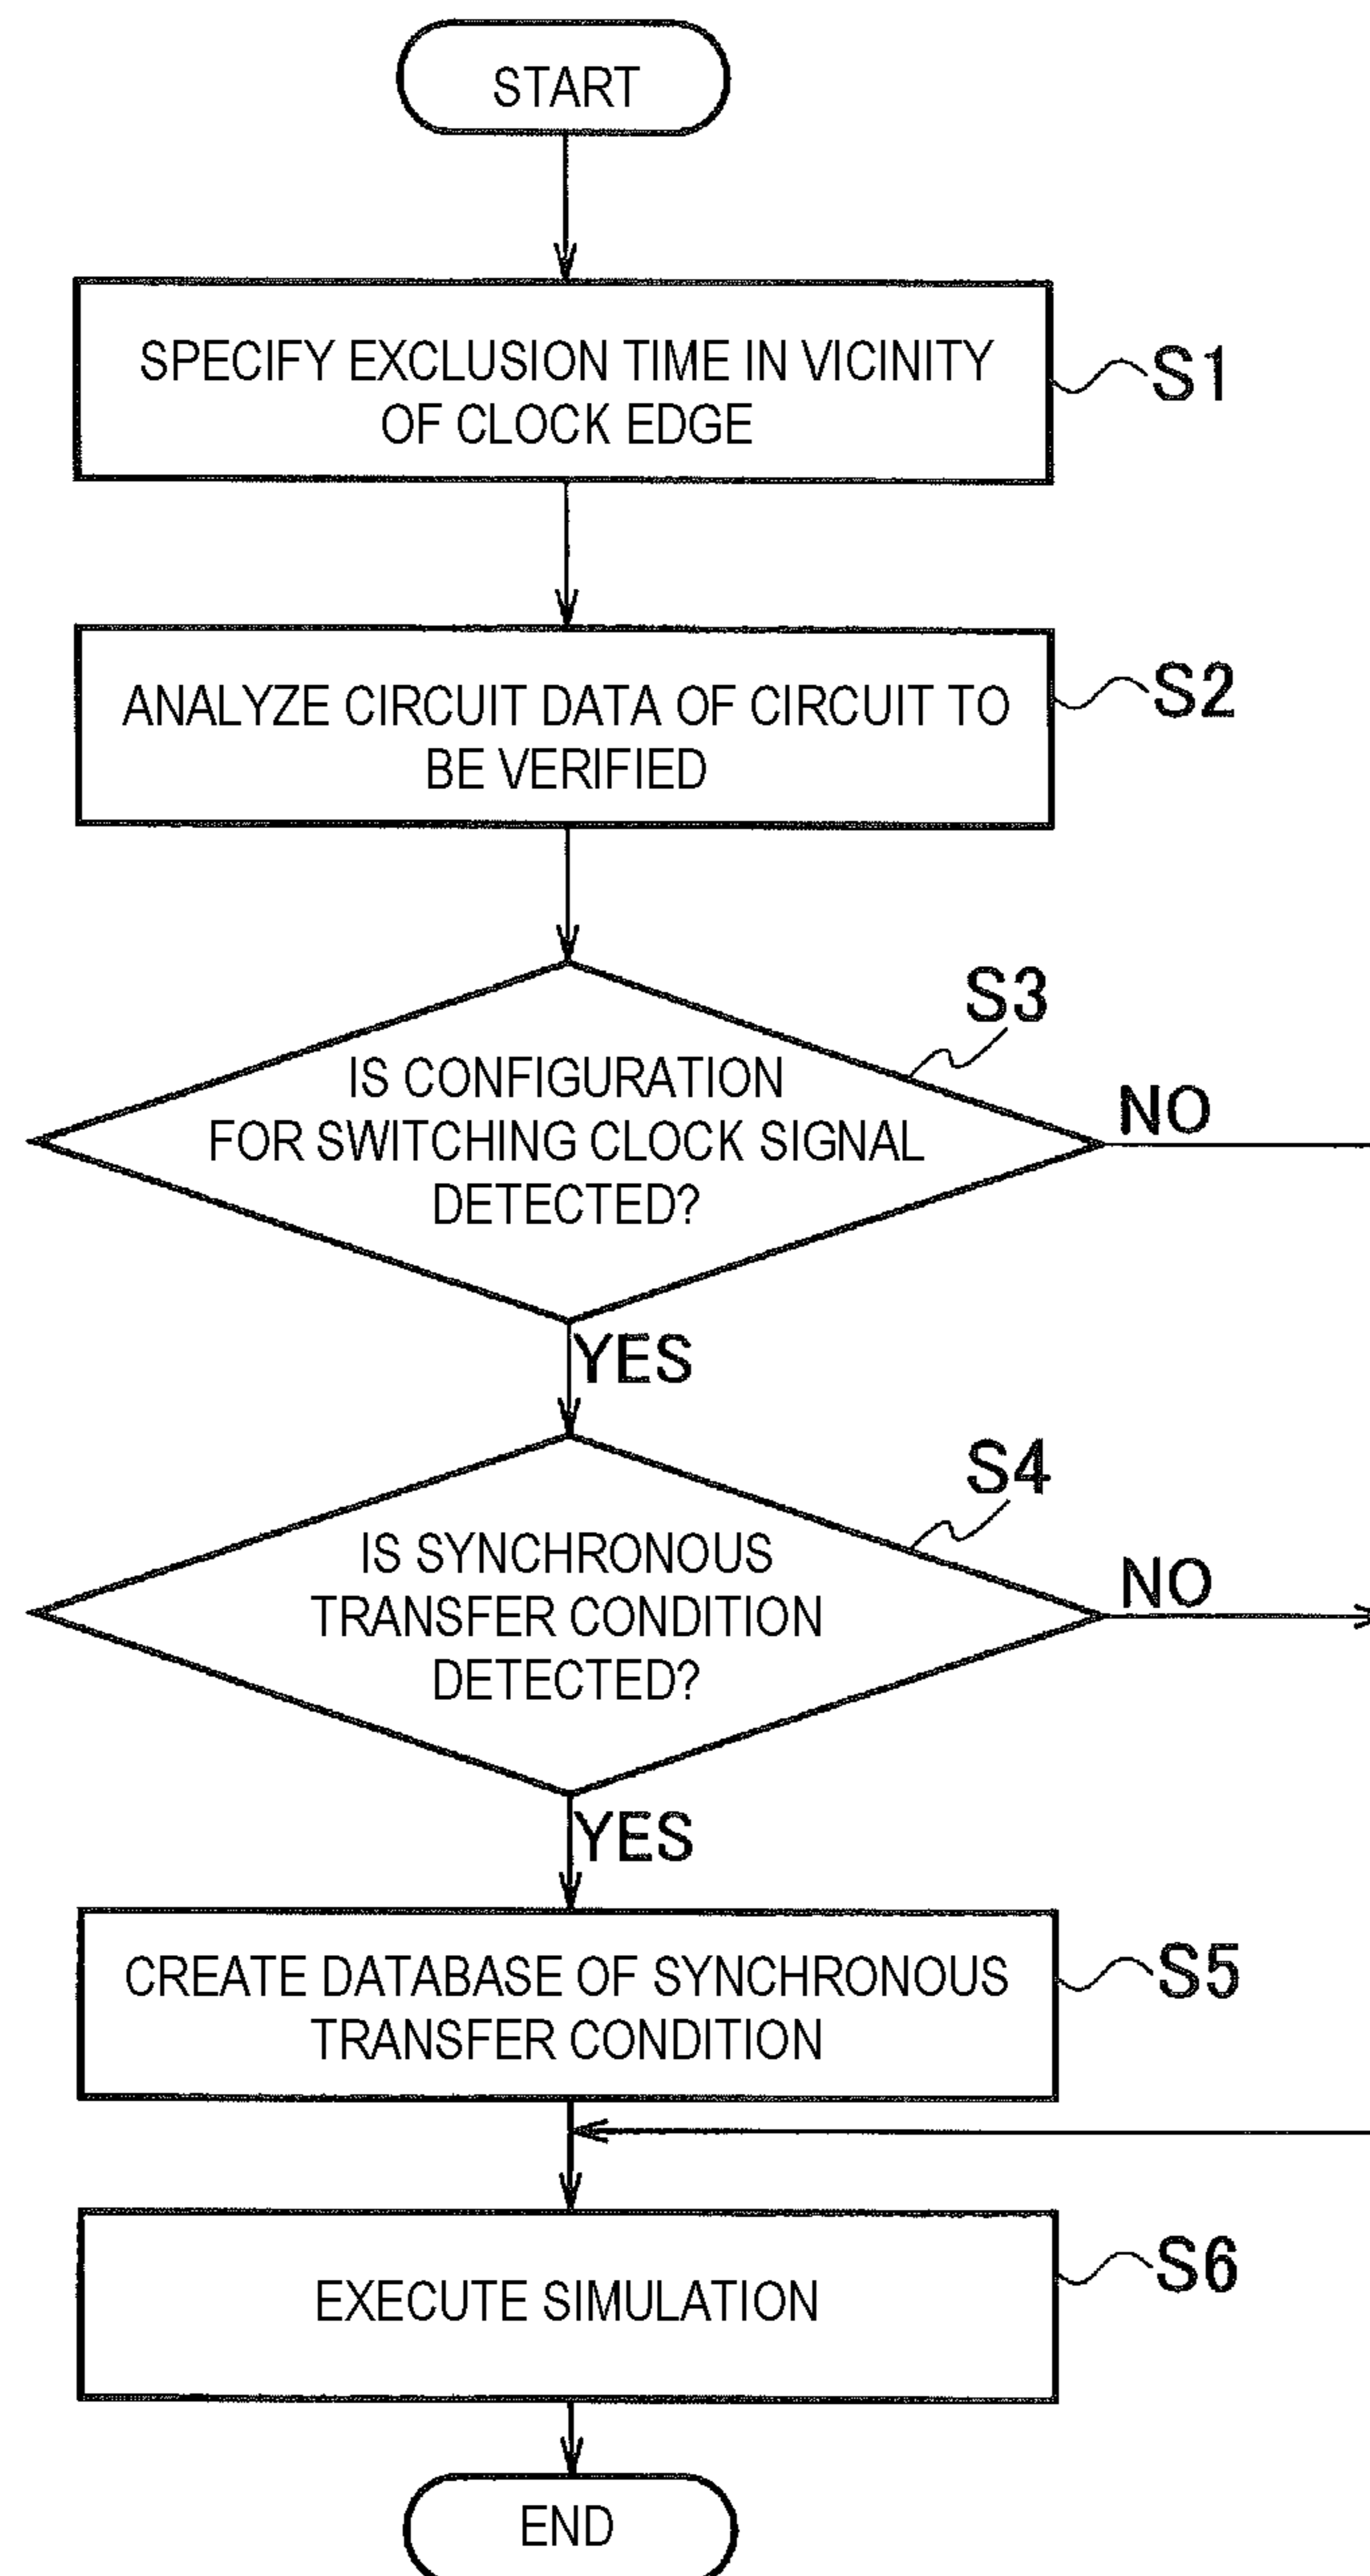 START
SPECIFY EXCLUSION TIME IN VICINITY
OF CLOCK EDGE
S1
ANALYZE CIRCUIT DATA OF CIRCUIT TO
BE VERIFIED
S2
IS CONFIGURATION
FOR SWITCHING CLOCK SIGNAL
DETECTED?
S3
NO
YES
IS SYNCHRONOUS
TRANSFER CONDITION
DETECTED?
S4
NO
YES
CREATE DATABASE OF SYNCHRONOUS
TRANSFER CONDITION
S5
EXECUTE SIMULATION
S6
END